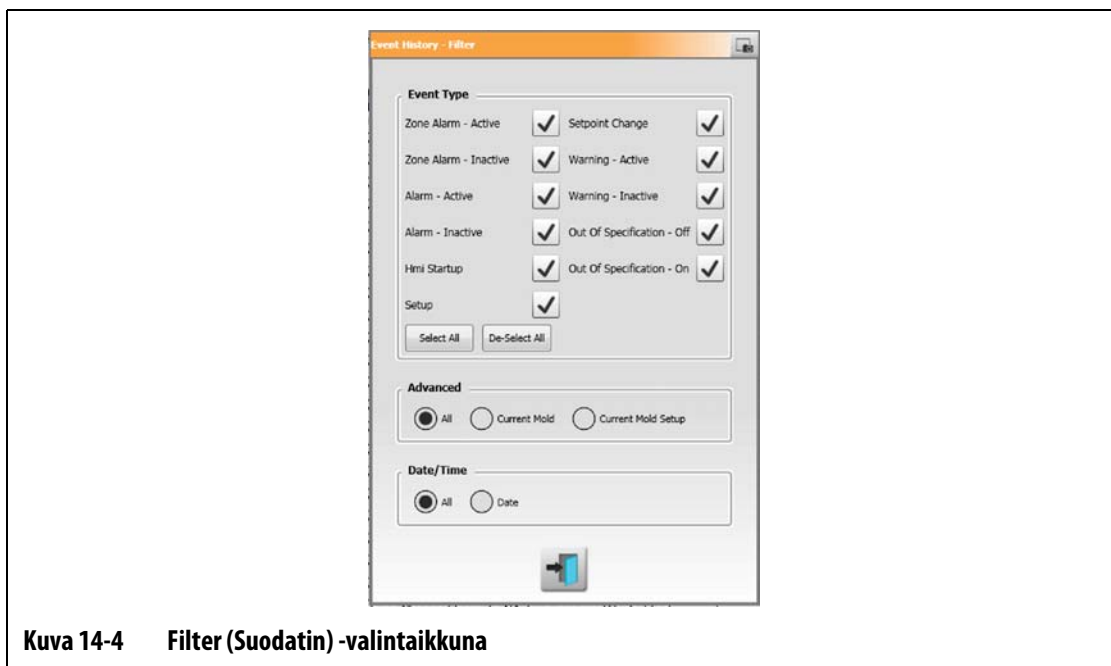 Event History - Filter
Event Type
Zone Alarm - Active
Setpoint Change
Zone Alarm - Inactive
Warning - Active
Alarm - Active
Warning - Inactive
Alarm - Inactive
Out Of Specification - Off
Hmi Startup
Out Of Specification - On
Setup
Select All
De-Select All
Advanced
All
Current Mold
Current Mold Setup
Date/Time
All
Date
Kuva 14-4 Filter (Suodatin) -valintaikkuna